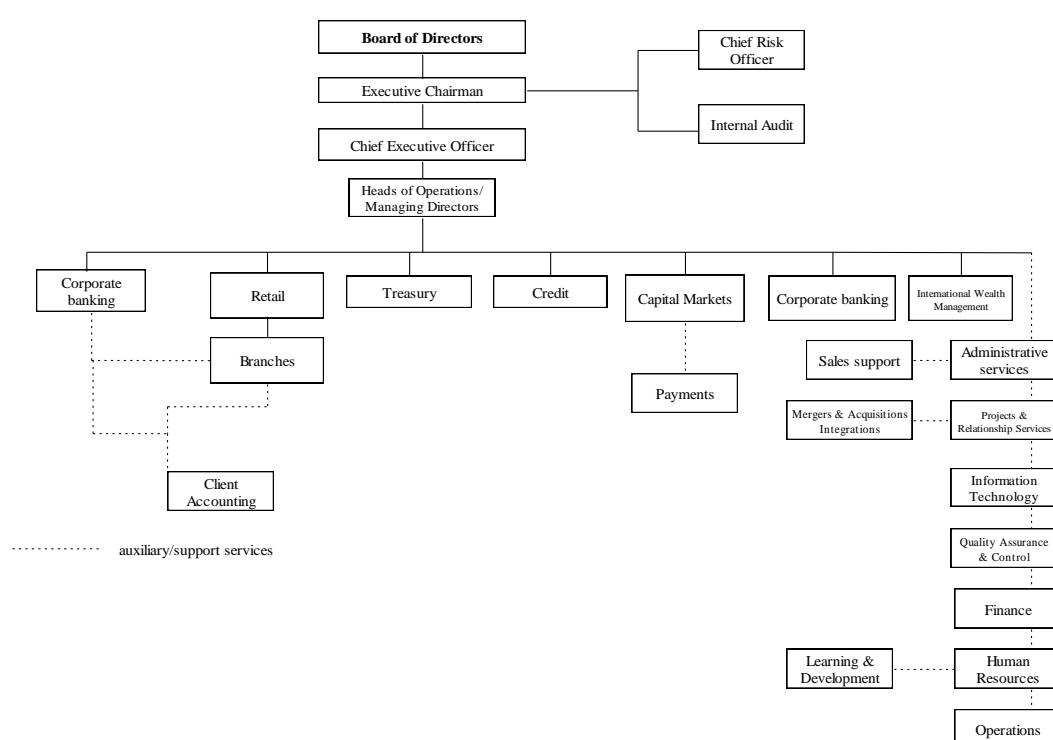 Board of Directors
Chief Risk
Officer
Executive Chairman
Internal Audit
Chief Executive Officer
Heads of Operations/
Managing Directors
Corporate
banking
Retail
Treasury
Credit
Capital Markets
Corporate banking
International Wealth
Management
Branches
Sales support
Administrative
services
Payments
Mergers & Acquisitions
Integrations
Projects &
Relationship Services
Client
Accounting
Information
Technology
auxiliary/support services
Quality Assurance
& Control
Finance
Learning &
Development
Human
Resources
Operations